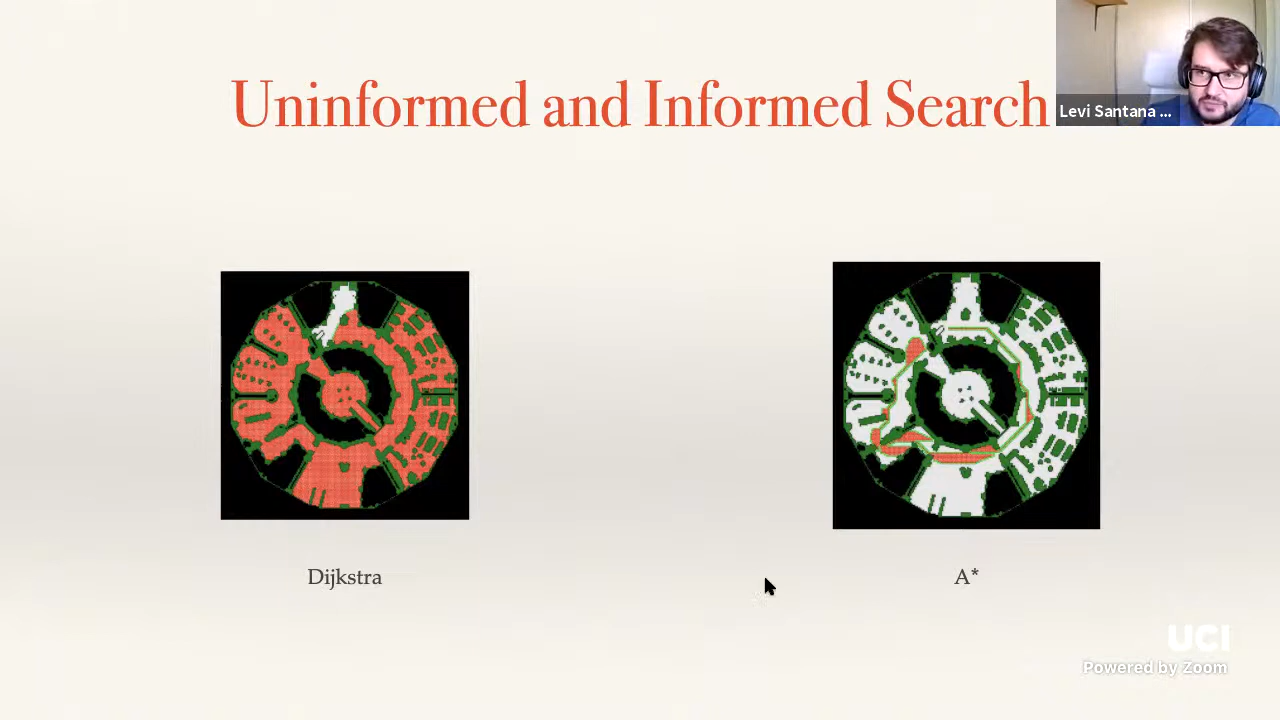 Uninformed and Informed Search
Levi Santana ...
Dijkstra
A*
UCI
Powered by Zoom